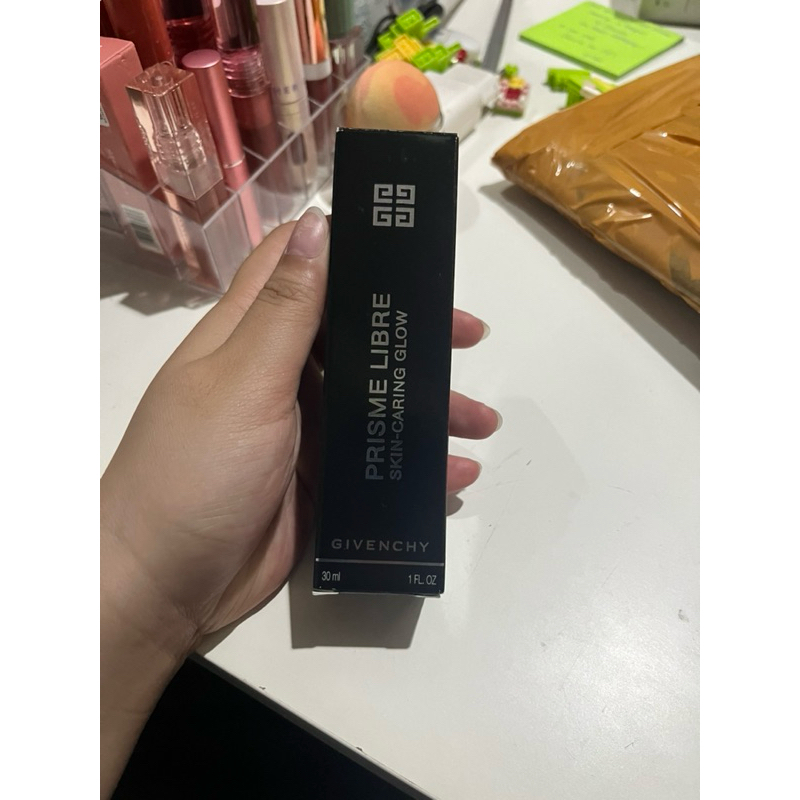 PRISME LIBRE
SKIN-CARING GLOW
GIVENCHY
30 ml 1 FL. OZ